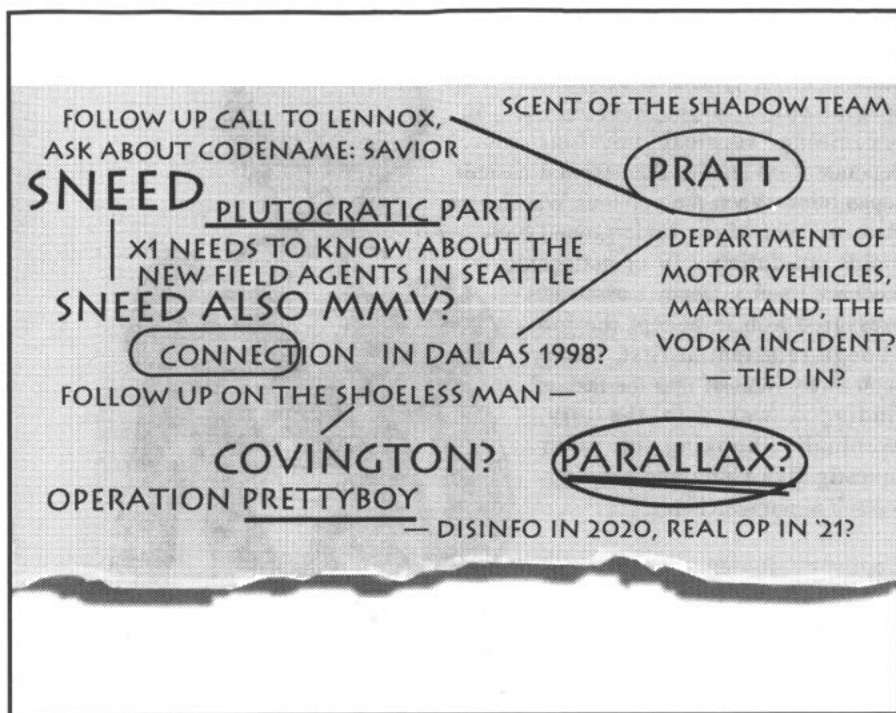 FOLLOW UP CALL TO LENNOX,
ASK ABOUT CODENAME: SAVIOR
SCENT OF THE SHADOW TEAM
PRATT
SNEED
PLUTOCRATIC PARTY
X1 NEEDS TO KNOW ABOUT THE
NEW FIELD AGENTS IN SEATTLE
DEPARTMENT OF
MOTOR VEHICLES,
MARYLAND, THE
VODKA INCIDENT?
— TIED IN?
SNEED ALSO MMV?
CONNECTION IN DALLAS 1998?
FOLLOW UP ON THE SHOELESS MAN —
COVINGTON?
PARALLAX?
OPERATION PRETTYBOY
— DISINFO IN 2020, REAL OP IN '21?